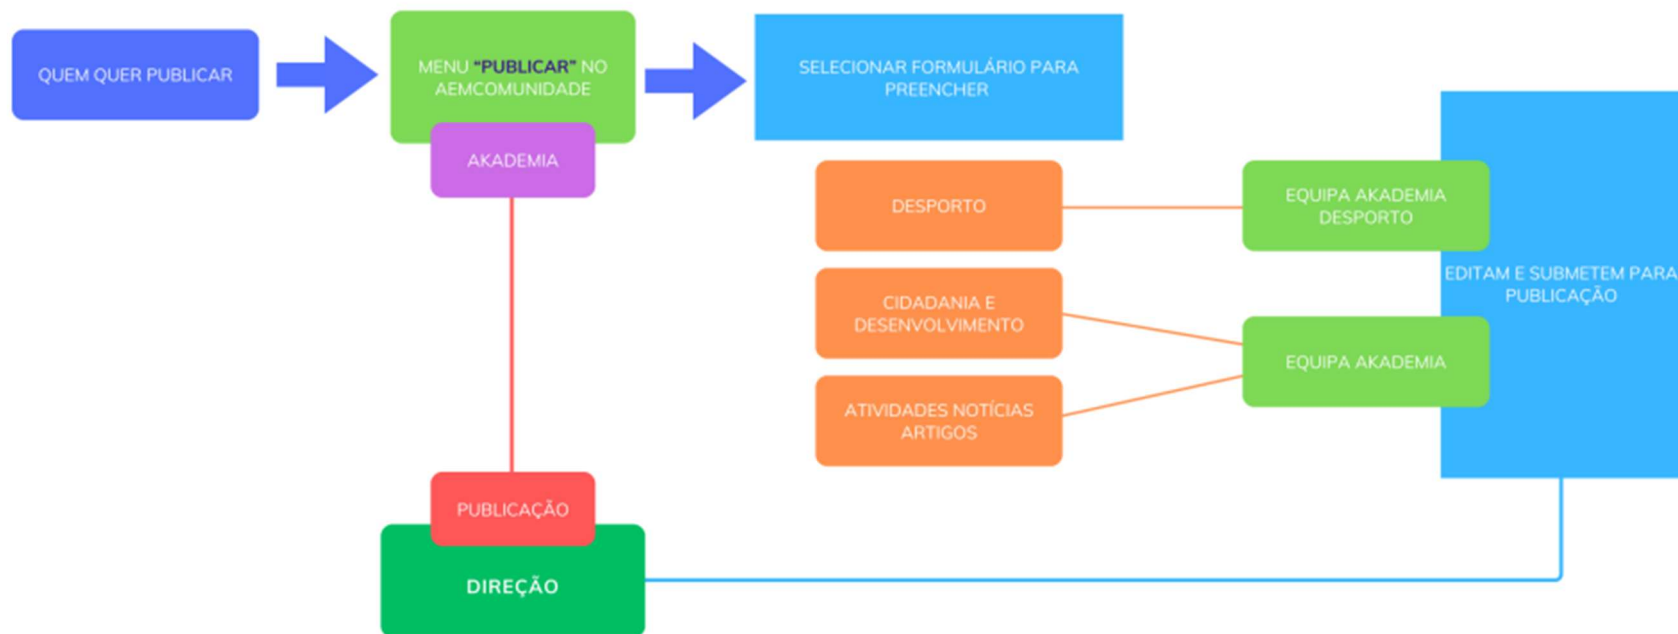 QUEM QUER PUBLICAR
MENU “PUBLICAR” NO
AEMCOMUNIDADE
AKADEMIA
SELECIONAR FORMULÁRIO PARA
PREENCHER
DESPORTO
CIDADANIA E
DESENVOLVIMENTO
ATIVIDADES NOTÍCIAS
ARTIGOS
EQUIPA AKADEMIA
DESPORTO
EQUIPA AKADEMIA
EDITAM E SUBMETEM PARA
PUBLICAÇÃO
PUBLICAÇÃO
DIREÇÃO